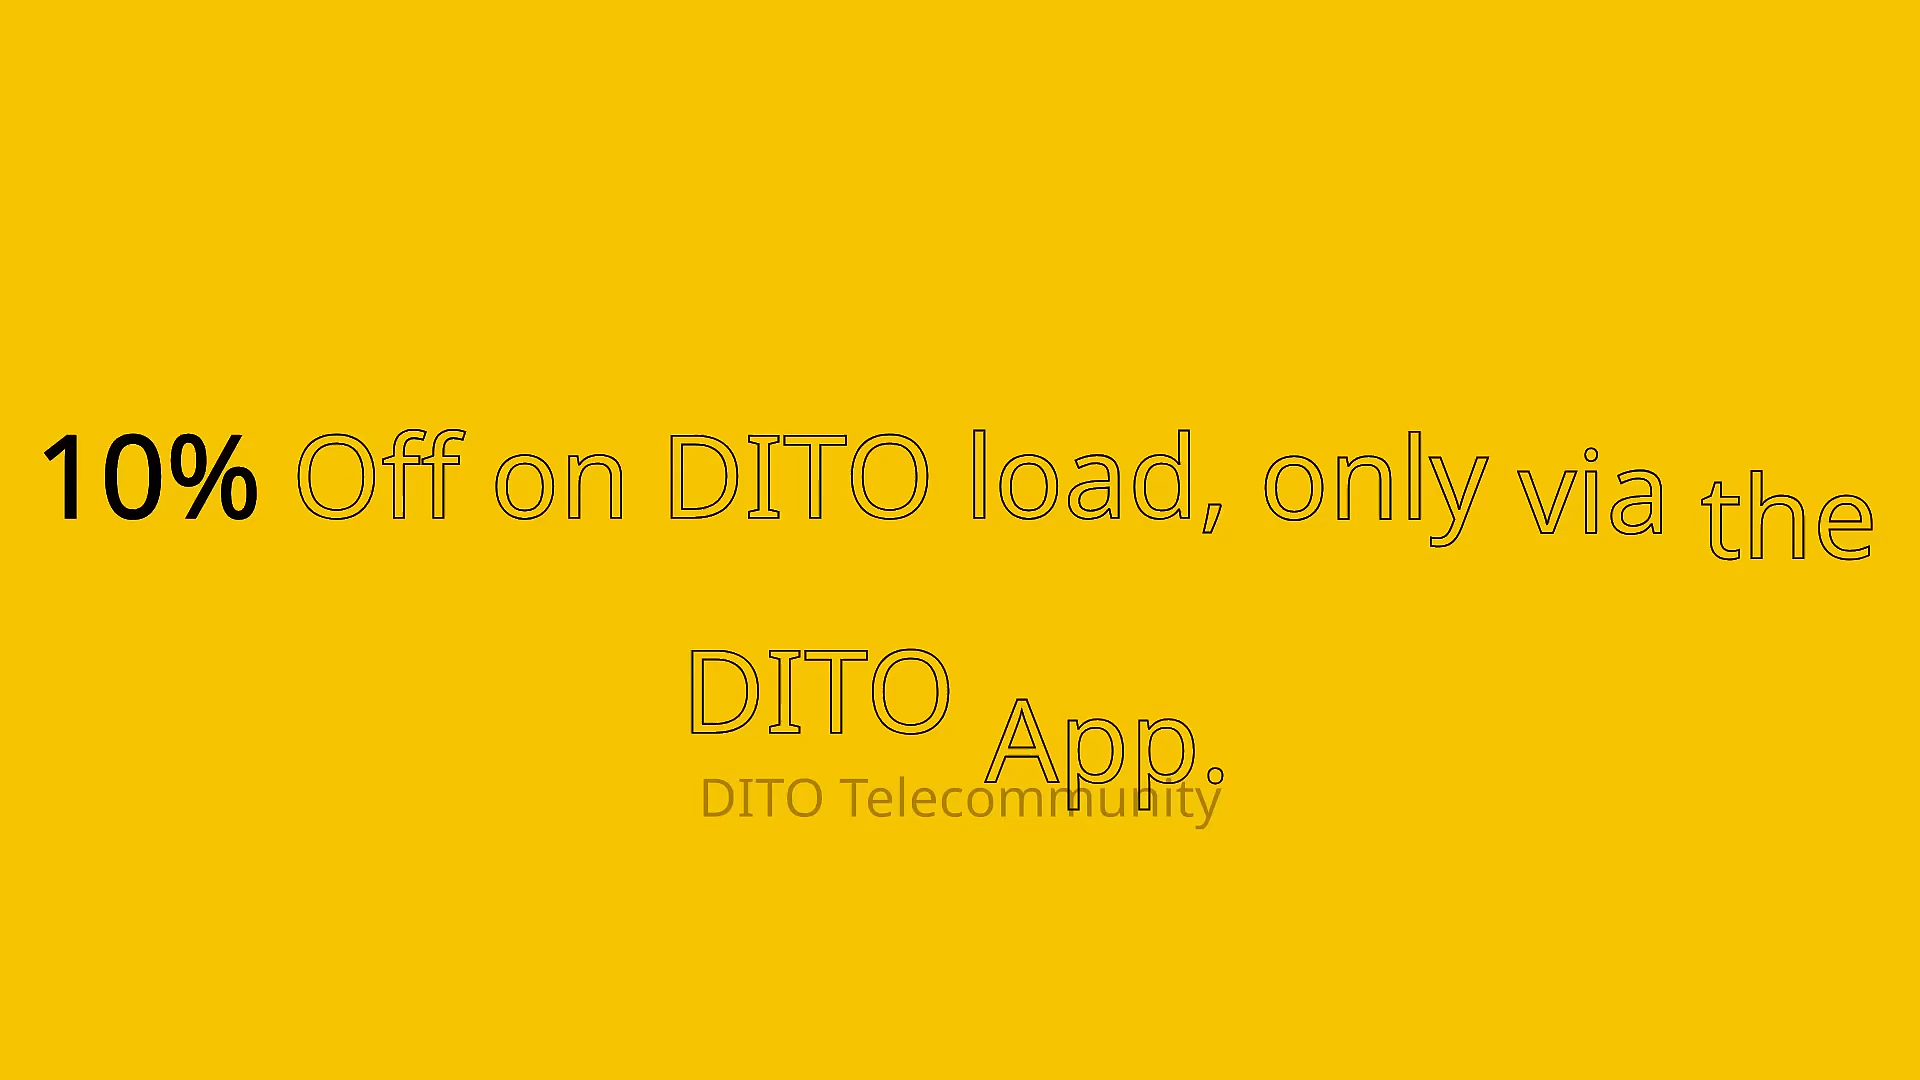 10% Off on DITO load, only via the
DITO App.
DITO Telecommunity